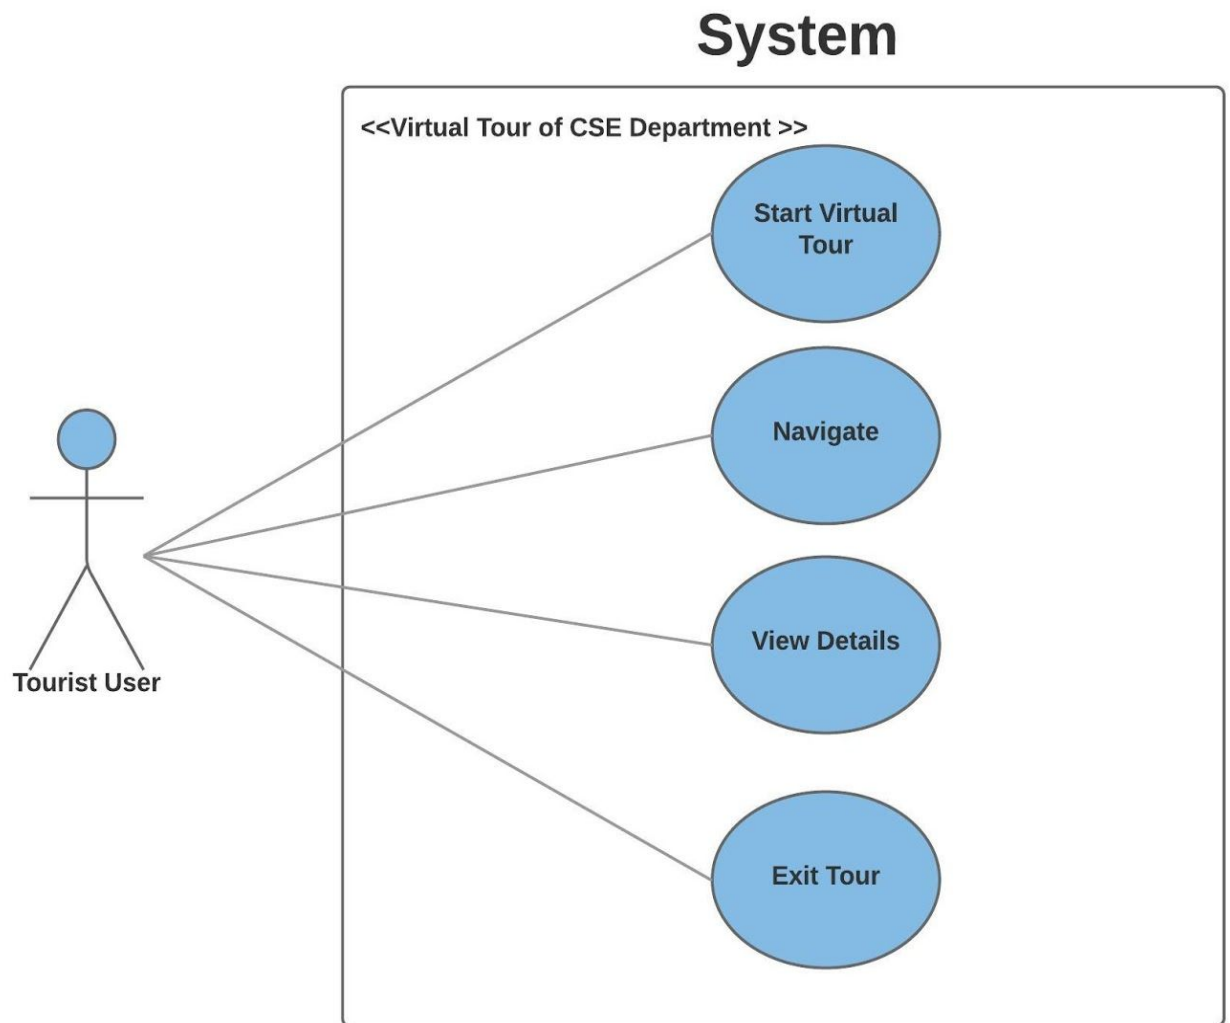 System
<<Virtual Tour of CSE Department >>
Start Virtual
Tour
Navigate
View Details
Tourist User
Exit Tour